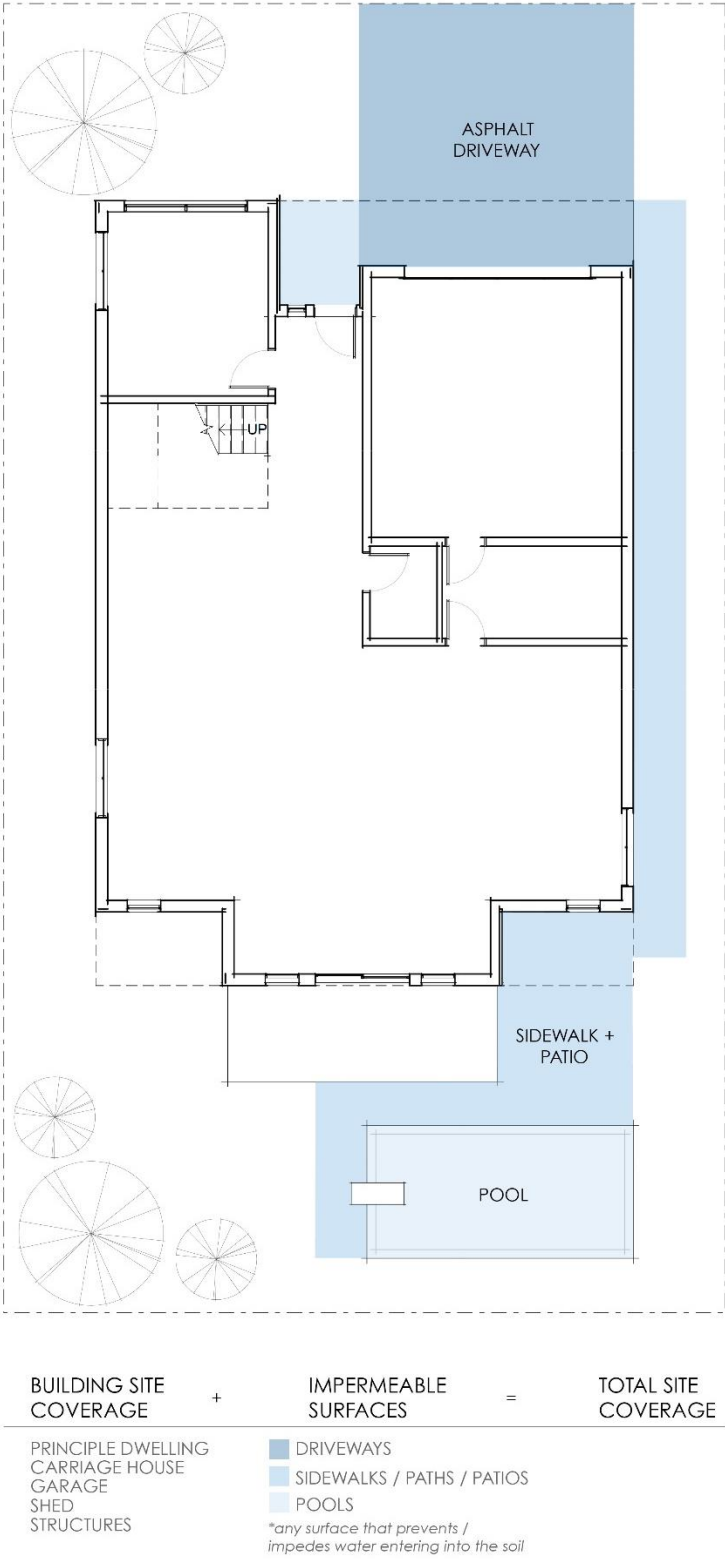 ASPHALT
DRIVEWAY
UP
SIDEWALK +
PATIO
POOL
BUILDING SITE
COVERAGE
+
IMPERMEABLE
SURFACES
=
TOTAL SITE
COVERAGE
PRINCIPLE DWELLING
CARRIAGE HOUSE
GARAGE
SHED
STRUCTURES
DRIVEWAYS
SIDEWALKS / PATHS / PATIOS
POOLS
*any surface that prevents /
impedes water entering into the soil